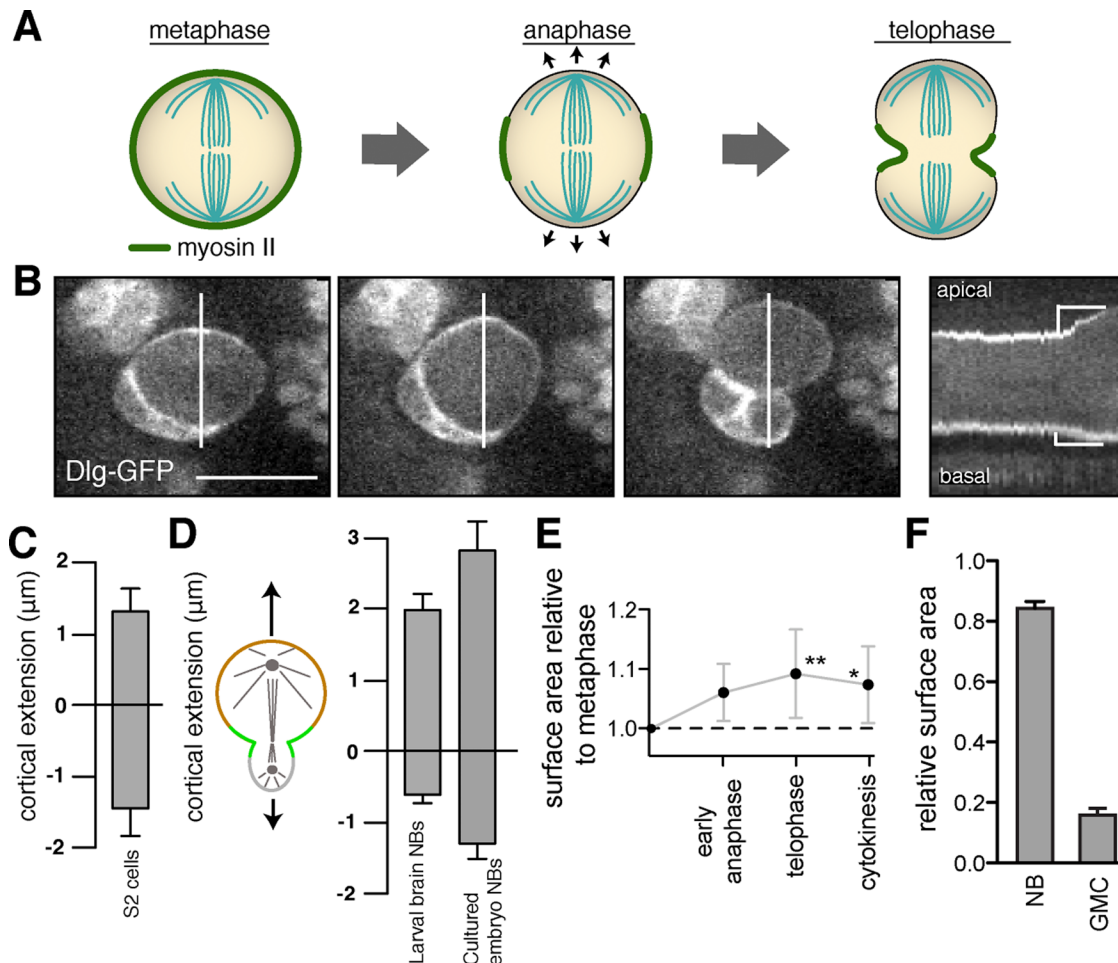 A
metaphase
anaphase
telophase
myosin II
B
Dlg-GFP
apical
basal
C
cortical extension (µm)
2
1
0
-1
-2
S2 cells
D
cortical extension (µm)
3
2
1
0
-1
-2
Larval brain NBs
Cultured
embryo NBs
E
surface area relative
to metaphase
1.2
1.1
1.0
**
*
early
anaphase
telophase
cytokinesis
F
relative surface area
1.0
0.8
0.6
0.4
0.2
0.0
NB
GMC